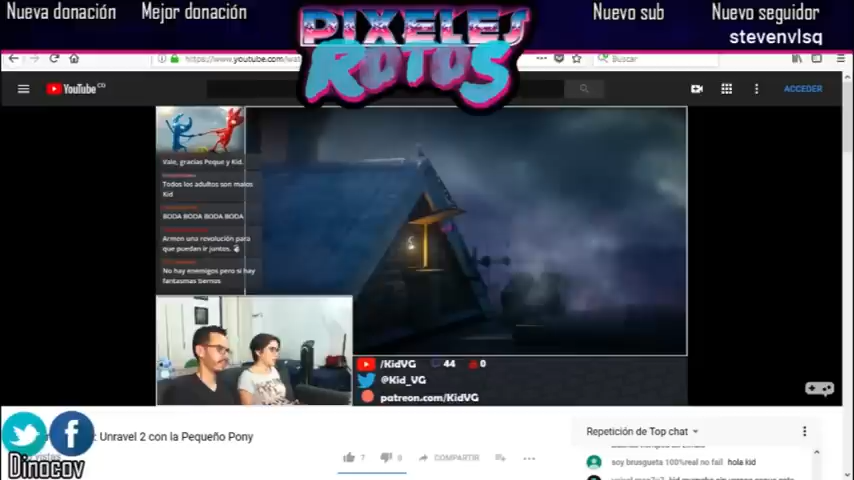 Nueva donación
Mejor donación
Nuevo sub
Nuevo seguidor
stevenvlsq
PIXELES
ROTOS
https://www.youtube.com/wat
Buscar
YouTube CO
ACCEDER
Vale, gracias Peque y Kid.
Todos los adultos son malos
Kid
BODA BODA BODA BODA
Armen una revolución para
que puedan ir juntos.
No hay enemigos pero si hay
fantasmas
/KidVG
44
0
@Kid_VG
patreon.com/KidVG
: Unravel 2 con la Pequeño Pony
7
0
COMPARTIR
Repetición de Top chat
soy brusgueta 100%real no fail hola kid
Dinocov